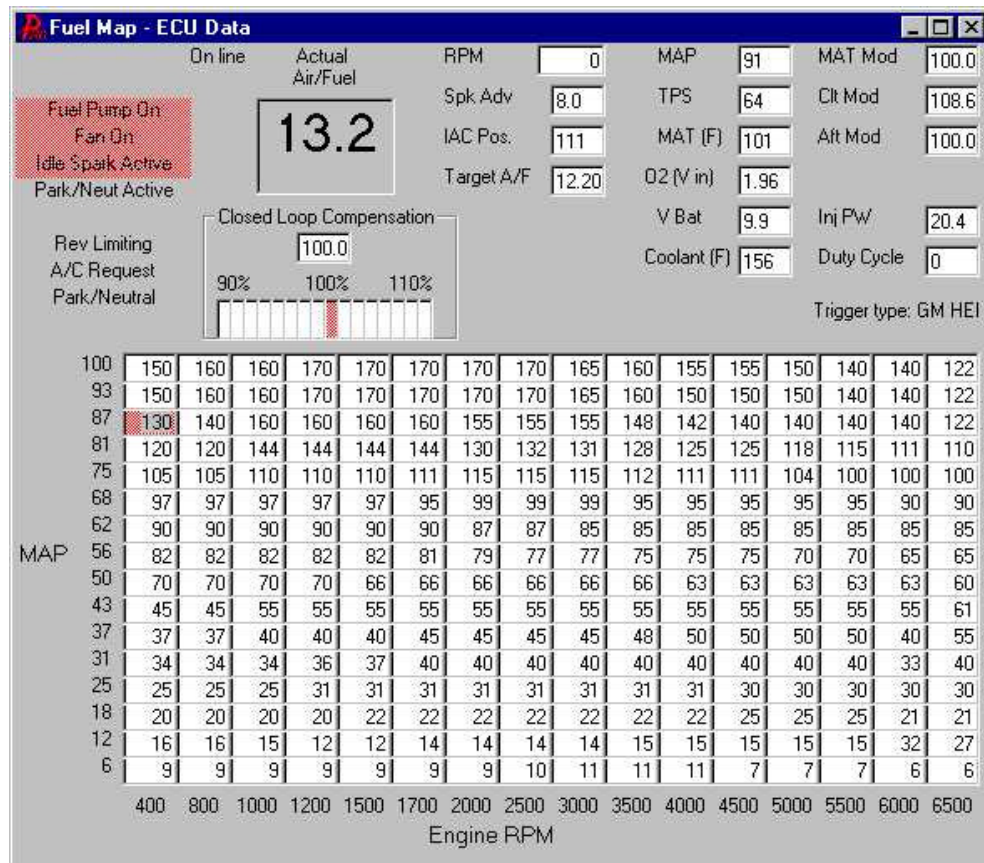 Fuel Map - ECU Data
On line Actual Air/Fuel RPM 0 MAP 91 MAT Mod 100.0
Fuel Pump On 13.2 Spk Adv 8.0 TPS 64 Clt Mod 108.6
Fan On IAC Pos. 111 MAT (F) 101 Aft Mod 100.0
Idle Spark Active Target A/F 12.20 O2 (V in) 1.96
Park/Neut Active
Closed Loop Compensation V Bat 9.9 Inj PW 20.4
Rev Limiting 100.0 Coolant (F) 156 Duty Cycle 0
A/C Request
Park/Neutral 90% 100% 110%
Trigger type: GM HEI
100 150 160 160 170 170 170 170 170 165 160 155 155 150 140 140 122
93 150 160 160 170 170 170 170 170 165 160 150 150 150 140 140 122
87 130 140 160 160 160 160 155 155 155 148 142 140 140 140 140 122
81 120 120 144 144 144 144 130 132 131 128 125 125 118 115 111 110
75 105 105 110 110 110 111 115 115 115 112 111 111 104 100 100 100
68 97 97 97 97 97 95 99 99 99 95 95 95 95 95 90 90
62 90 90 90 90 90 90 87 87 85 85 85 85 85 85 85 85
MAP 56 82 82 82 82 82 81 79 77 77 75 75 75 70 70 65 65
50 70 70 70 70 66 66 66 66 66 66 63 63 63 63 63 60
43 45 45 55 55 55 55 55 55 55 55 55 55 55 55 55 61
37 37 37 40 40 40 45 45 45 45 48 50 50 50 50 40 55
31 34 34 34 36 37 40 40 40 40 40 40 40 40 40 33 40
25 25 25 25 31 31 31 31 31 31 31 31 30 30 30 30 30
18 20 20 20 20 22 22 22 22 22 22 22 25 25 25 21 21
12 16 16 15 12 12 14 14 14 14 15 15 15 15 15 32 27
6 9 9 9 9 9 9 9 10 11 11 11 7 7 7 6 6
400 800 1000 1200 1500 1700 2000 2500 3000 3500 4000 4500 5000 5500 6000 6500
Engine RPM